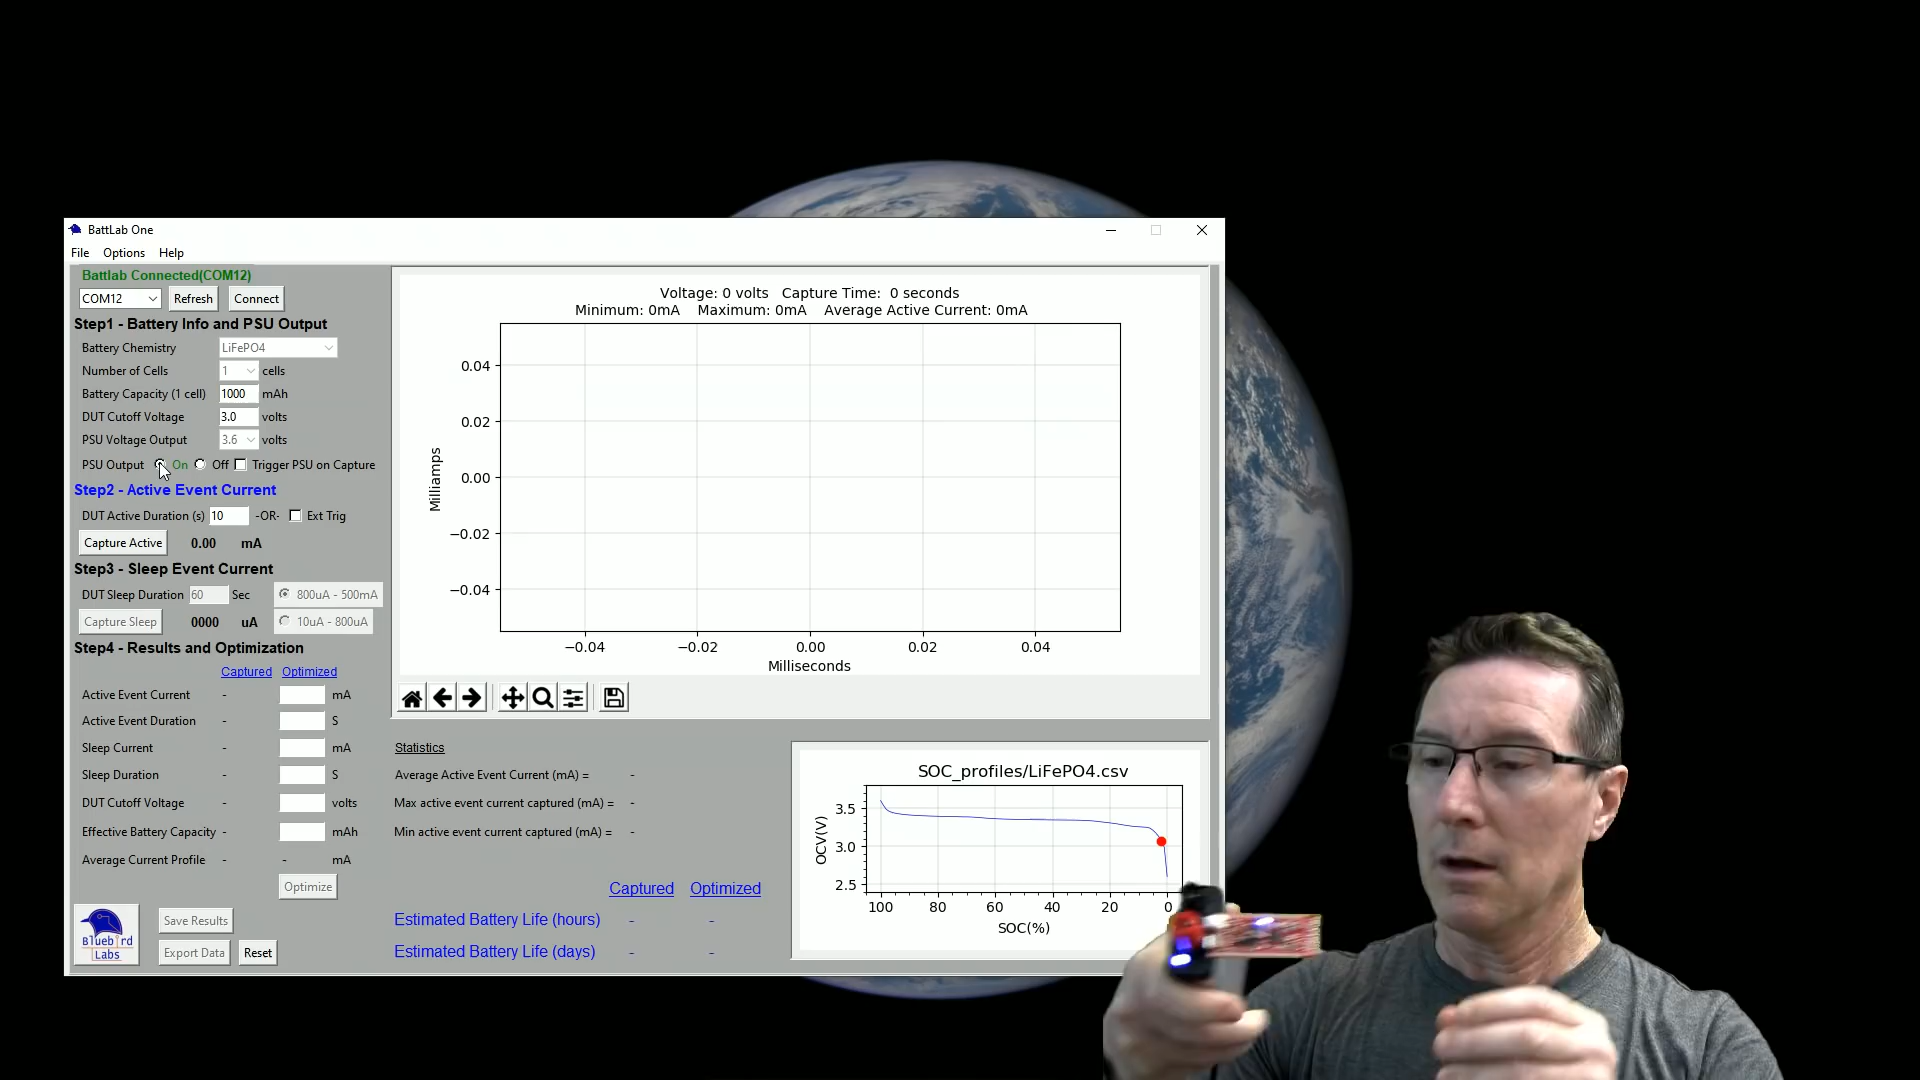 BattLab One
File Options Help
Battlab Connected(COM12)
COM12 Refresh Connect
Step1 - Battery Info and PSU Output
Battery Chemistry LiFePO4
Number of Cells 1 cells
Battery Capacity (1 cell) 1000 mAh
DUT Cutoff Voltage 3.0 volts
PSU Voltage Output 3.6 volts
PSU Output On Off Trigger PSU on Capture
Step2 - Active Event Current
DUT Active Duration (s) 10 -OR- Ext Trig
Capture Active 0.00 mA
Step3 - Sleep Event Current
DUT Sleep Duration 60 Sec 800uA - 500mA
Capture Sleep 0000 uA 10uA - 800uA
Step4 - Results and Optimization
Captured Optimized
Active Event Current - mA
Active Event Duration - S
Sleep Current - mA
Sleep Duration - S
DUT Cutoff Voltage - volts
Effective Battery Capacity - mAh
Average Current Profile - - mA
Optimize
Bluebird
Labs
Save Results
Export Data Reset
Voltage: 0 volts Capture Time: 0 seconds
Minimum: 0mA Maximum: 0mA Average Active Current: 0mA
Milliamps
0.04
0.02
0.00
−0.02
−0.04
−0.04 −0.02 0.00 0.02 0.04
Milliseconds
Statistics
Average Active Event Current (mA) = -
Max active event current captured (mA) = -
Min active event current captured (mA) = -
Captured Optimized
Estimated Battery Life (hours) - -
Estimated Battery Life (days) - -
SOC_profiles/LiFePO4.csv
OCV(V)
3.5
3.0
2.5
100 80 60 40 20 0
SOC(%)